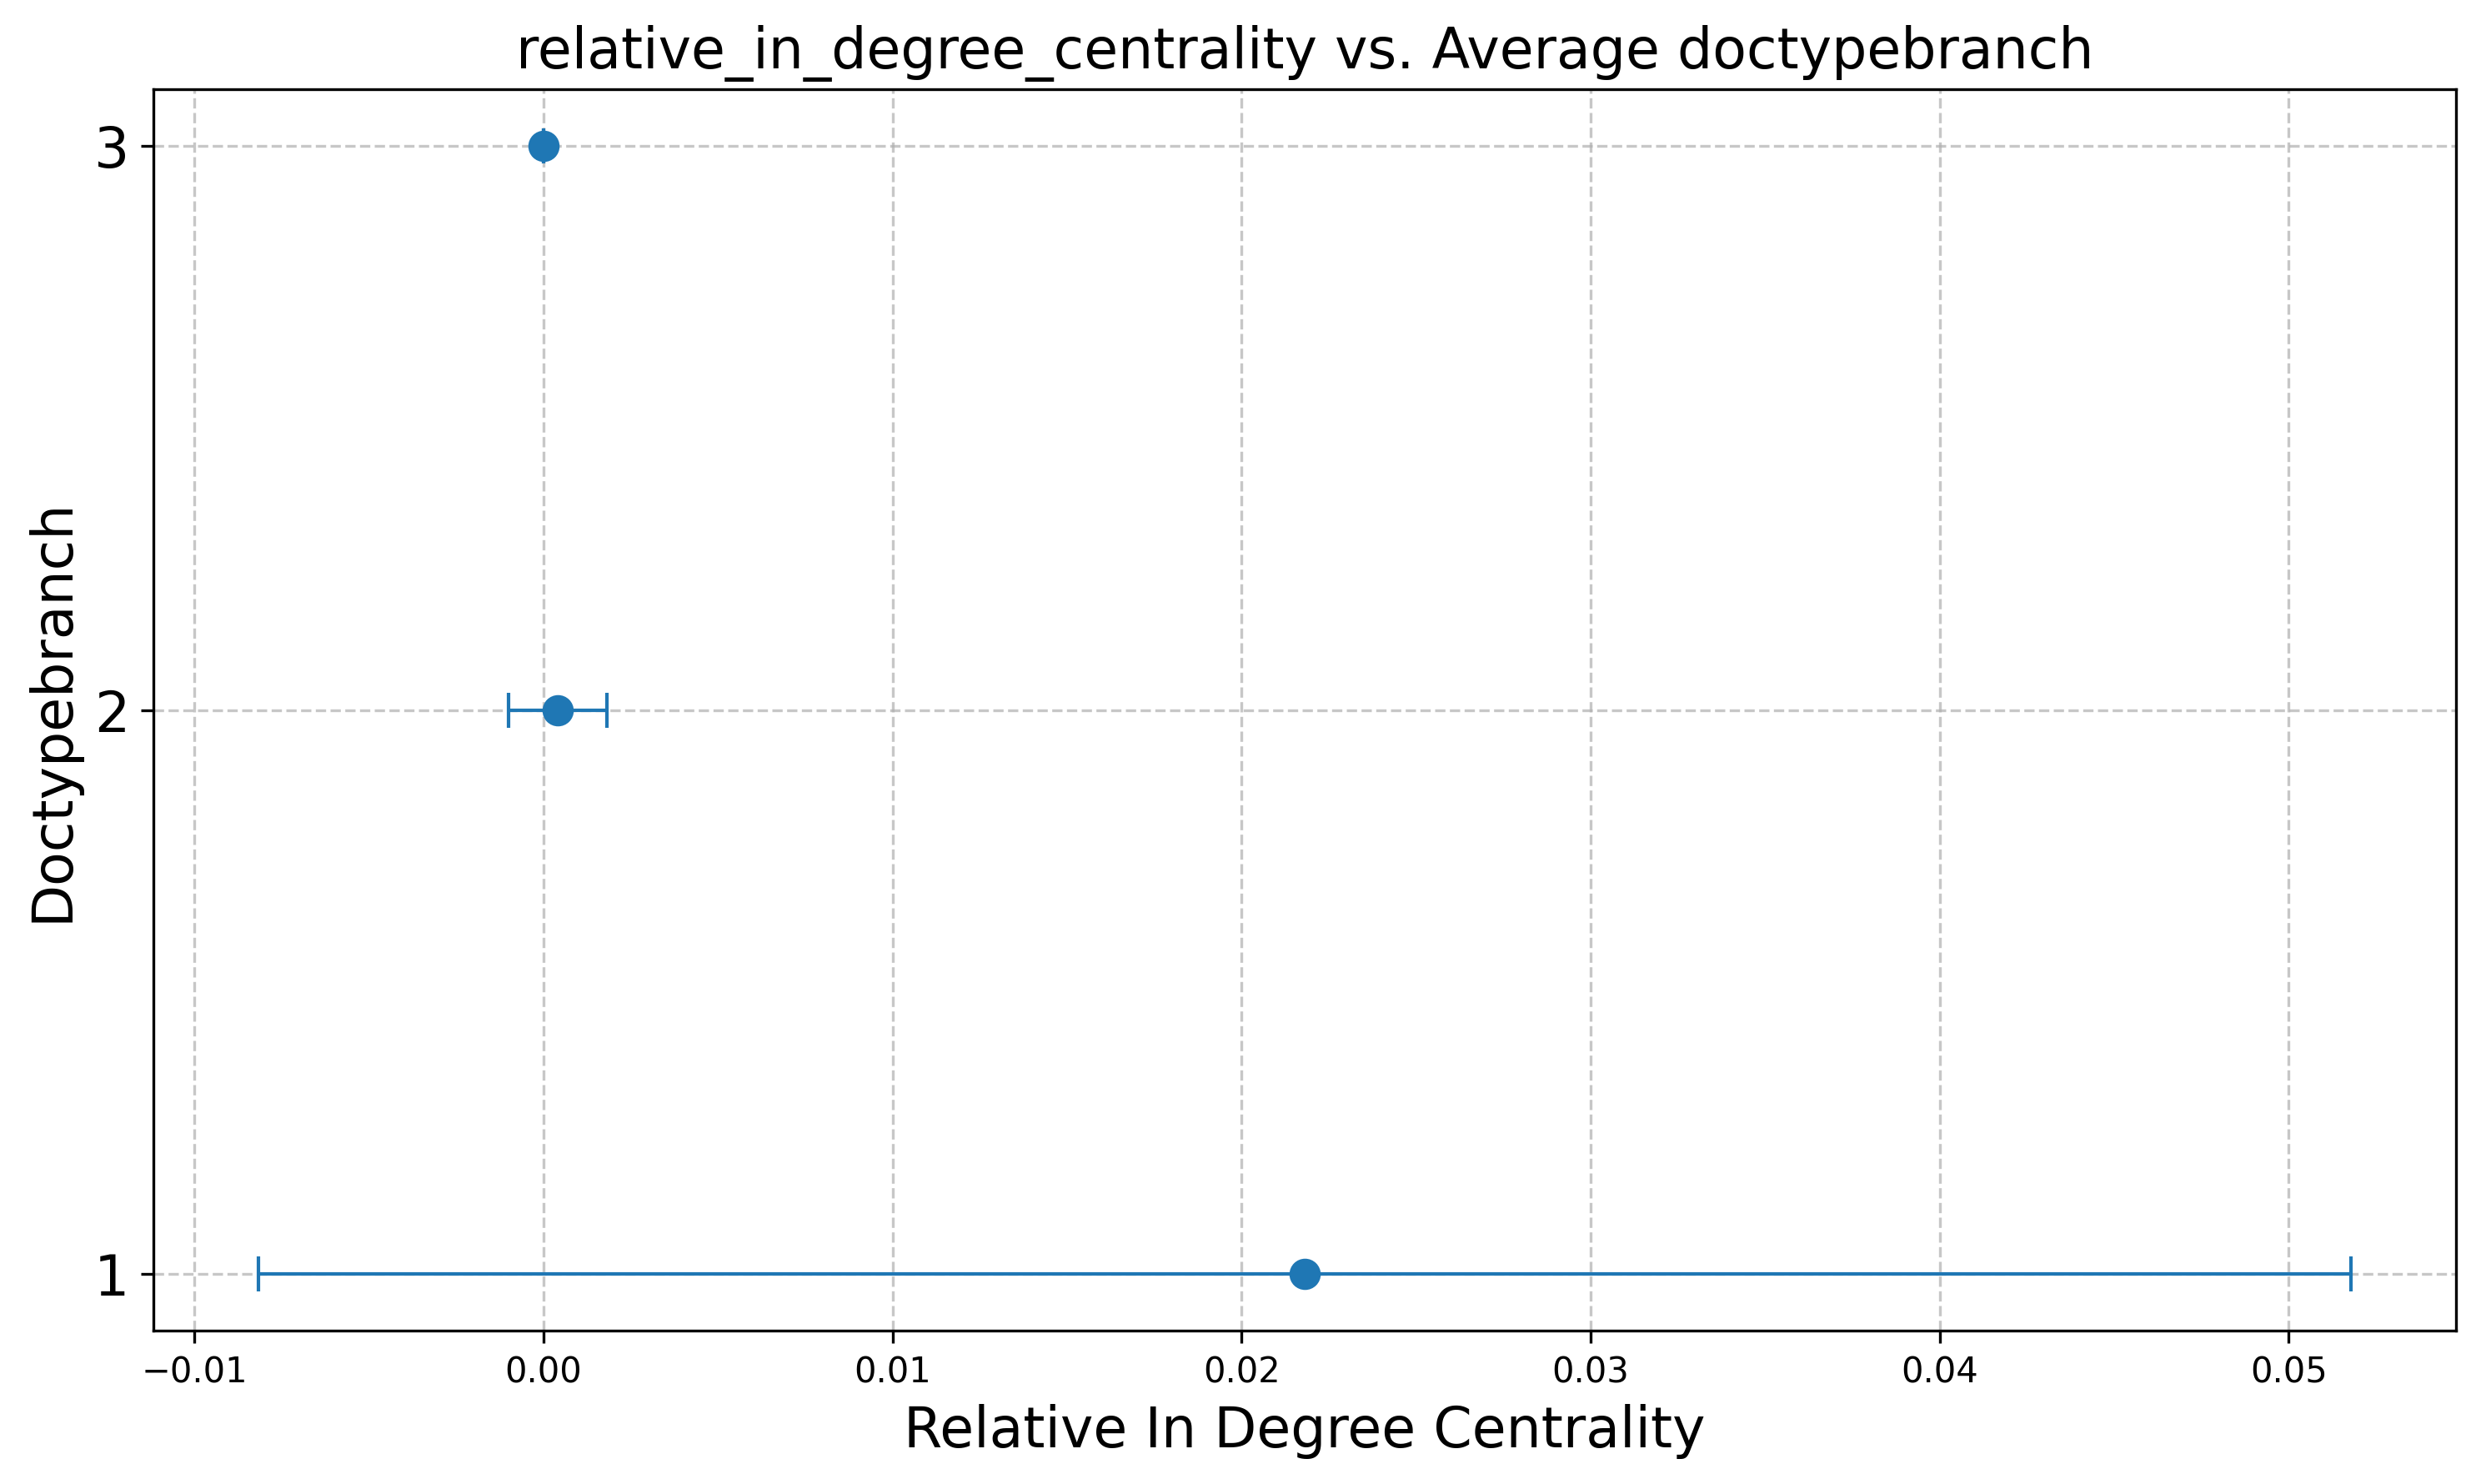 relative_in_degree_centrality vs. Average doctypebranch
Doctypebranch
3
2
1
−0.01 0.00 0.01 0.02 0.03 0.04 0.05
Relative In Degree Centrality